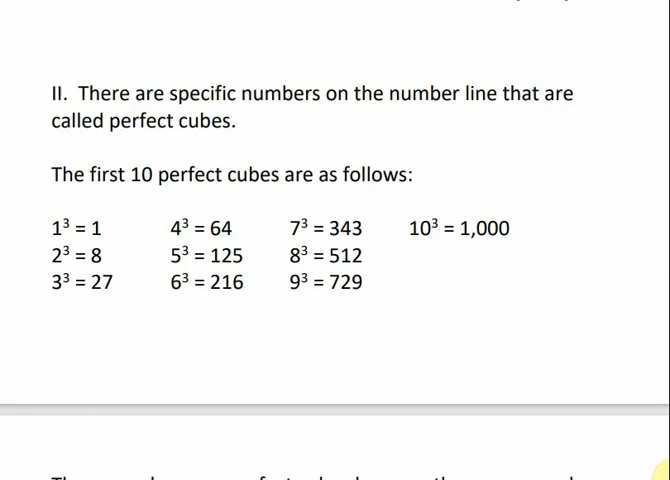 II. There are specific numbers on the number line that are
called perfect cubes.
The first 10 perfect cubes are as follows:
1³ = 1 4³ = 64 7³ = 343 10³ = 1,000
2³ = 8 5³ = 125 8³ = 512
3³ = 27 6³ = 216 9³ = 729